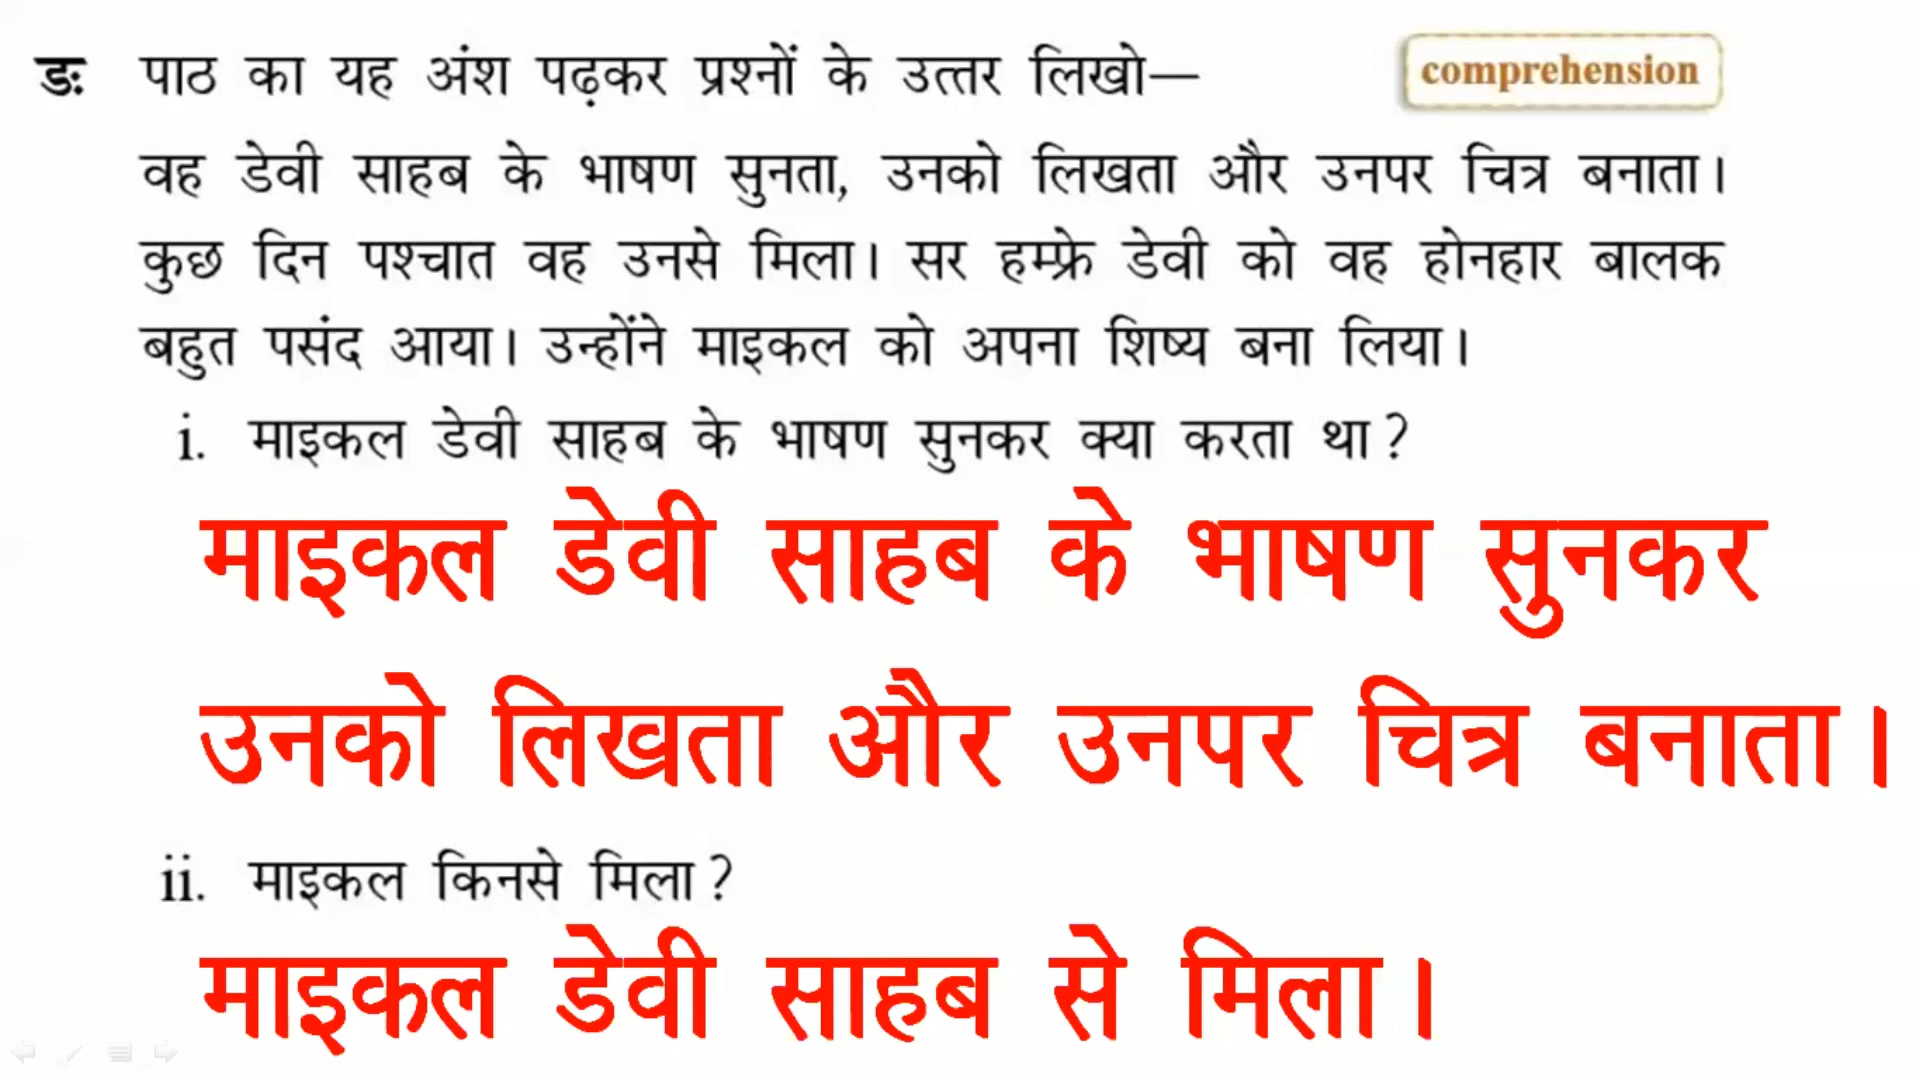 ङः पाठ का यह अंश पढ़कर प्रश्नों के उत्तर लिखो— comprehension
वह डेवी साहब के भाषण सुनता, उनको लिखता और उनपर चित्र बनाता।
कुछ दिन पश्चात वह उनसे मिला। सर हम्फ्रे डेवी को वह होनहार बालक
बहुत पसंद आया। उन्होंने माइकल को अपना शिष्य बना लिया।
i. माइकल डेवी साहब के भाषण सुनकर क्या करता था?
माइकल डेवी साहब के भाषण सुनकर
उनको लिखता और उनपर चित्र बनाता।
ii. माइकल किनसे मिला?
माइकल डेवी साहब से मिला।